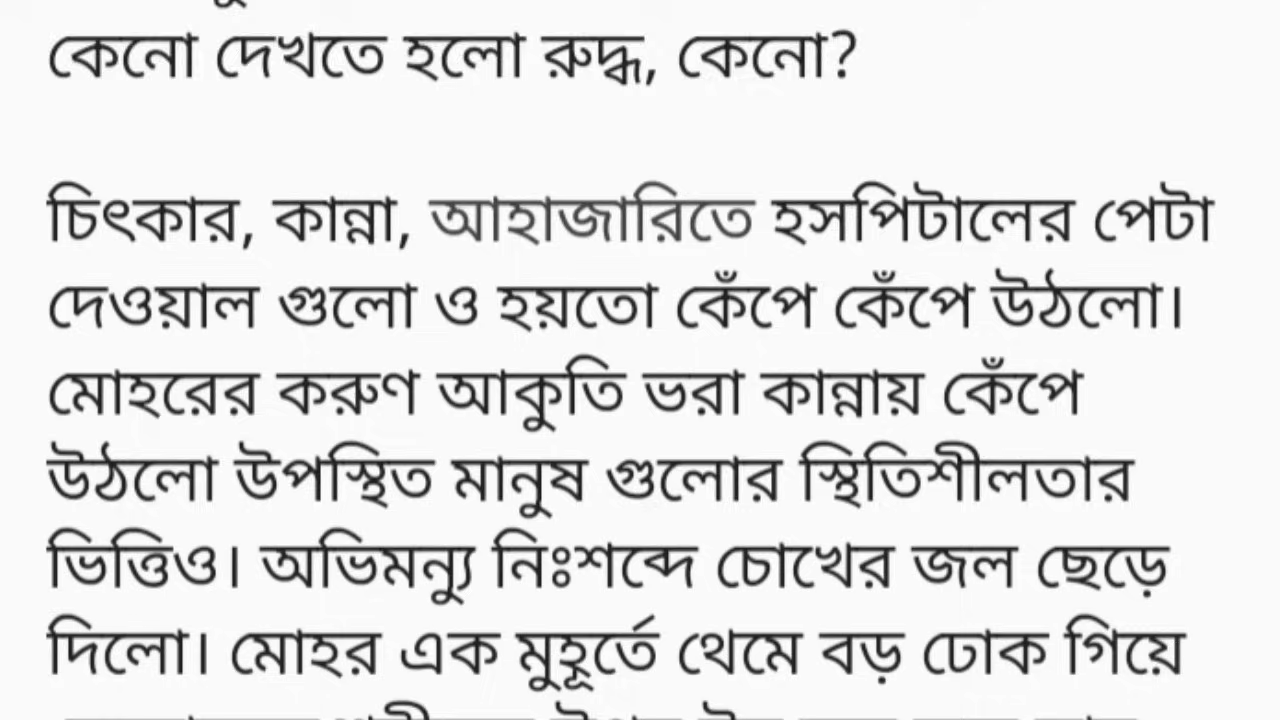 কেনো দেখতে হলো রুদ্ধ, কেনো?
চিৎকার, কান্না, আহাজারিতে হসপিটালের পেটা
দেওয়াল গুলো ও হয়তো কেঁপে কেঁপে উঠলো।
মোহরের করুণ আকুতি ভরা কান্নায় কেঁপে
উঠলো উপস্থিত মানুষ গুলোর স্থিতিশীলতার
ভিত্তিও। অভিমন্যু নিঃশব্দে চোখের জল ছেড়ে
দিলো। মোহর এক মুহূর্তে থেমে বড় ঢোক গিয়ে